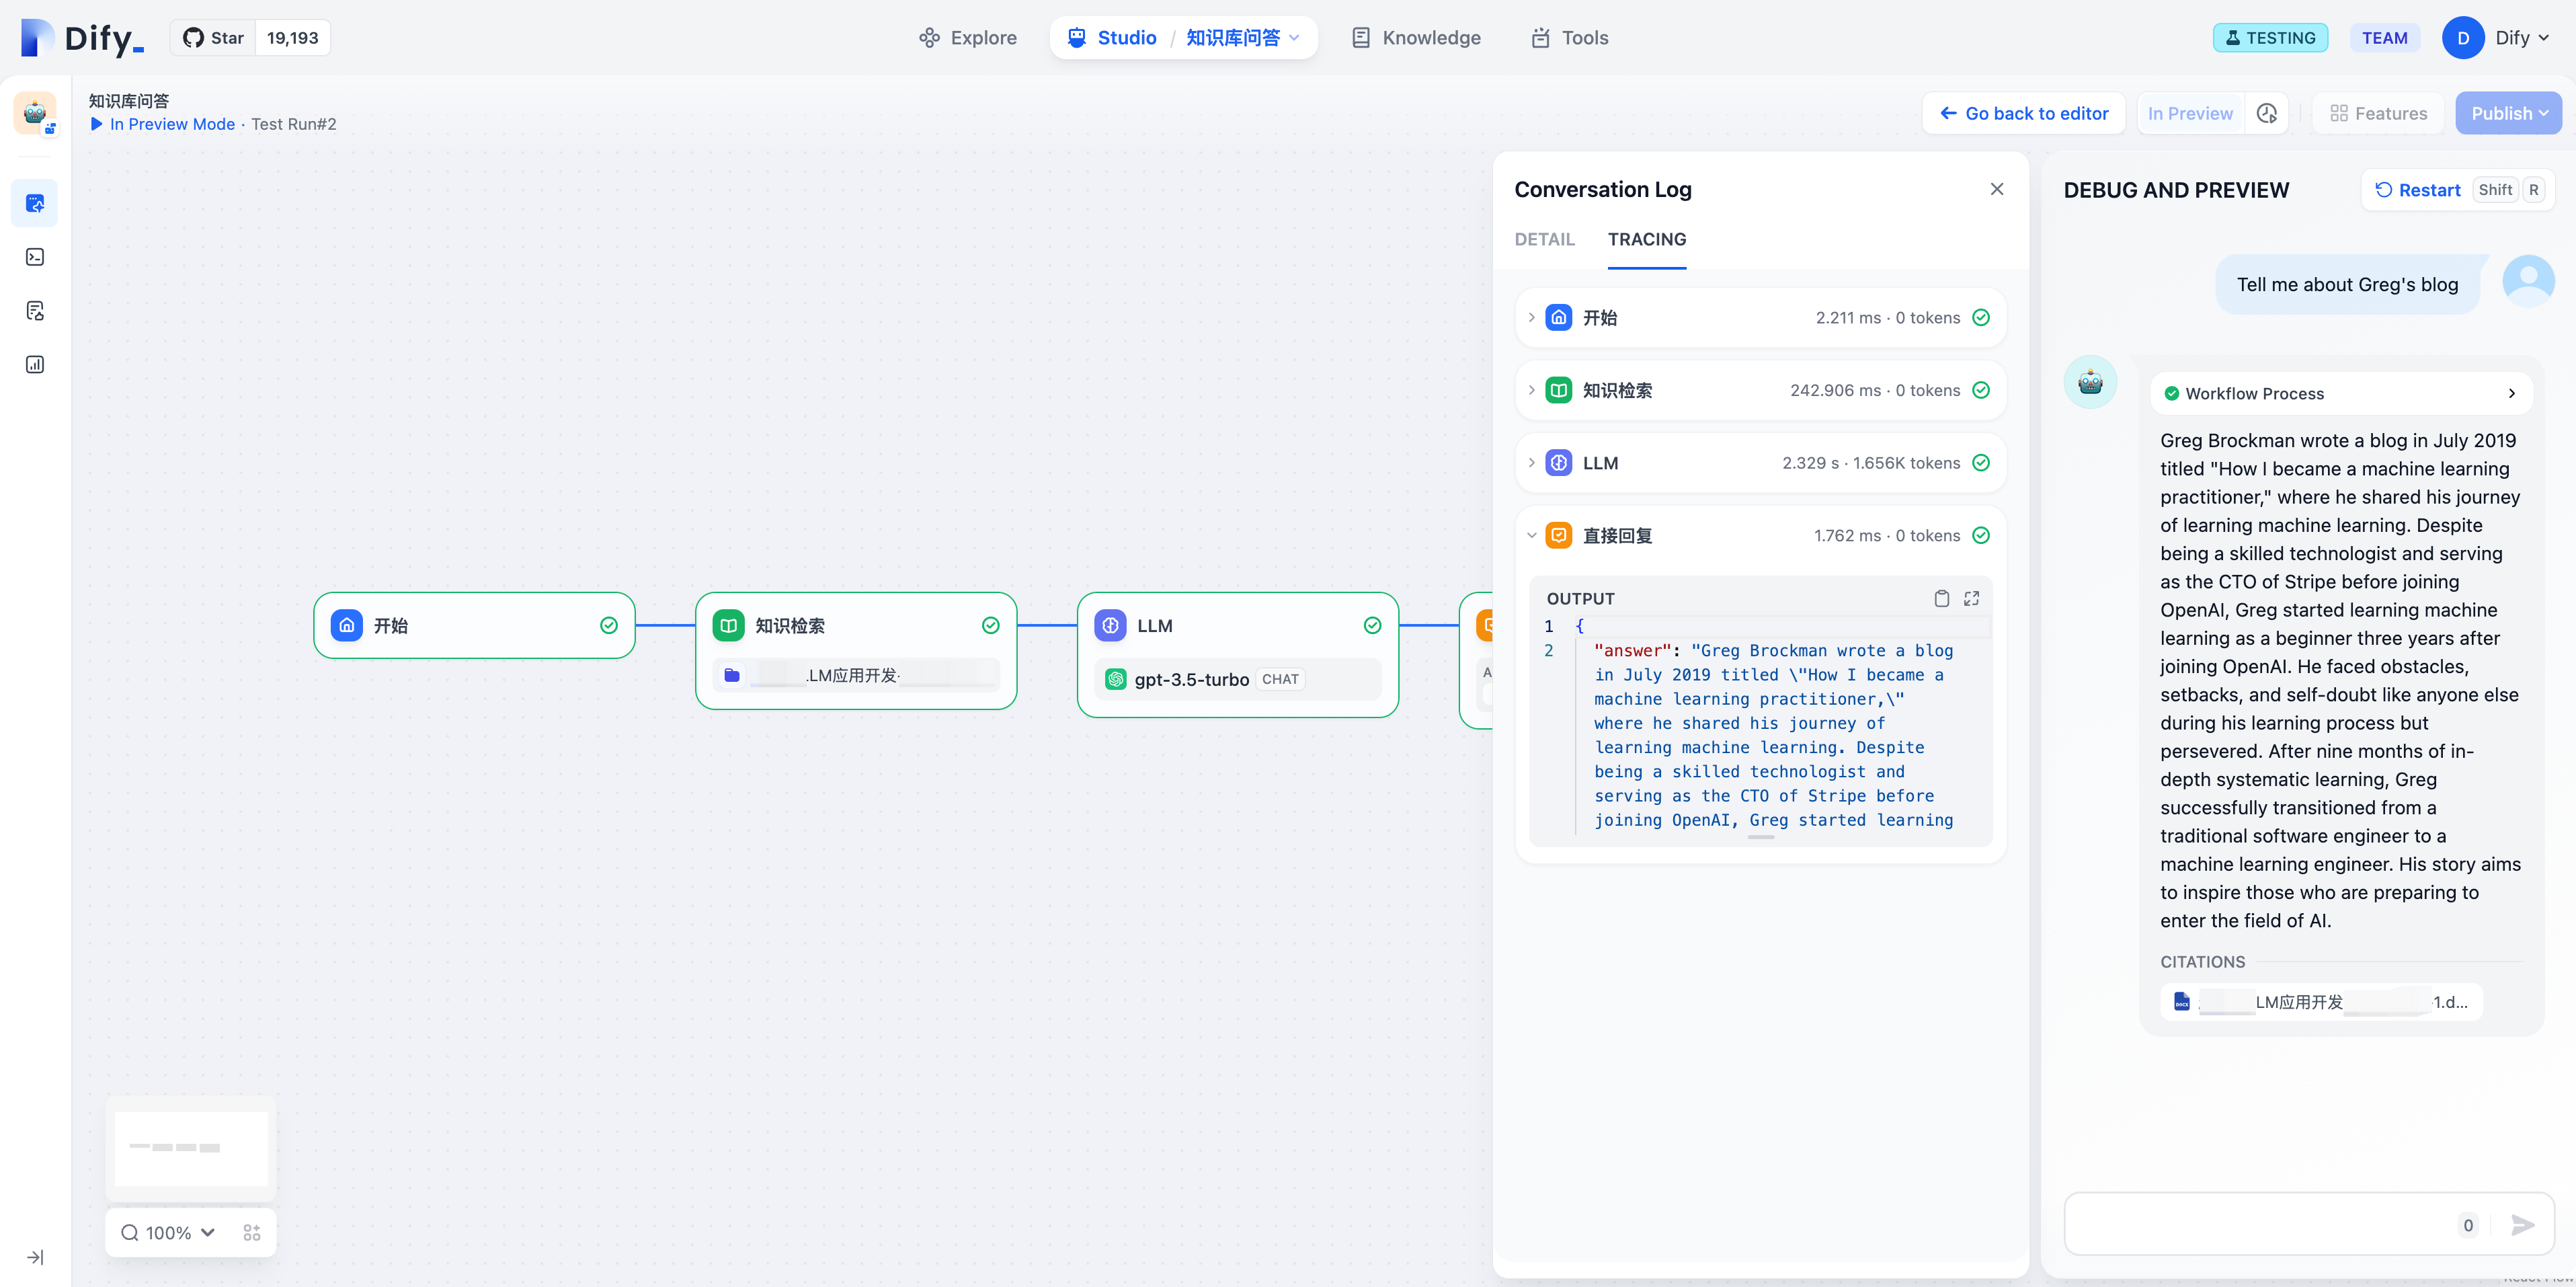 Dify_
Star 19,193
Explore
Studio / 知识库问答
Knowledge
Tools
TESTING
TEAM
D Dify
知识库问答
In Preview Mode · Test Run#2
Go back to editor
In Preview
Features
Publish
开始
知识检索
LM应用开发
LLM
gpt-3.5-turbo CHAT
A
100%
Conversation Log
DETAIL TRACING
开始 2.211 ms · 0 tokens
知识检索 242.906 ms · 0 tokens
LLM 2.329 s · 1.656K tokens
直接回复 1.762 ms · 0 tokens
OUTPUT
1 {
2 "answer": "Greg Brockman wrote a blog
in July 2019 titled \"How I became a
machine learning practitioner,\"
where he shared his journey of
learning machine learning. Despite
being a skilled technologist and
serving as the CTO of Stripe before
joining OpenAI, Greg started learning
DEBUG AND PREVIEW
Restart Shift R
Tell me about Greg's blog
Workflow Process
Greg Brockman wrote a blog in July 2019
titled "How I became a machine learning
practitioner," where he shared his journey
of learning machine learning. Despite
being a skilled technologist and serving
as the CTO of Stripe before joining
OpenAI, Greg started learning machine
learning as a beginner three years after
joining OpenAI. He faced obstacles,
setbacks, and self-doubt like anyone else
during his learning process but
persevered. After nine months of in-
depth systematic learning, Greg
successfully transitioned from a
traditional software engineer to a
machine learning engineer. His story aims
to inspire those who are preparing to
enter the field of AI.
CITATIONS
LM应用开发 -1.d...
0